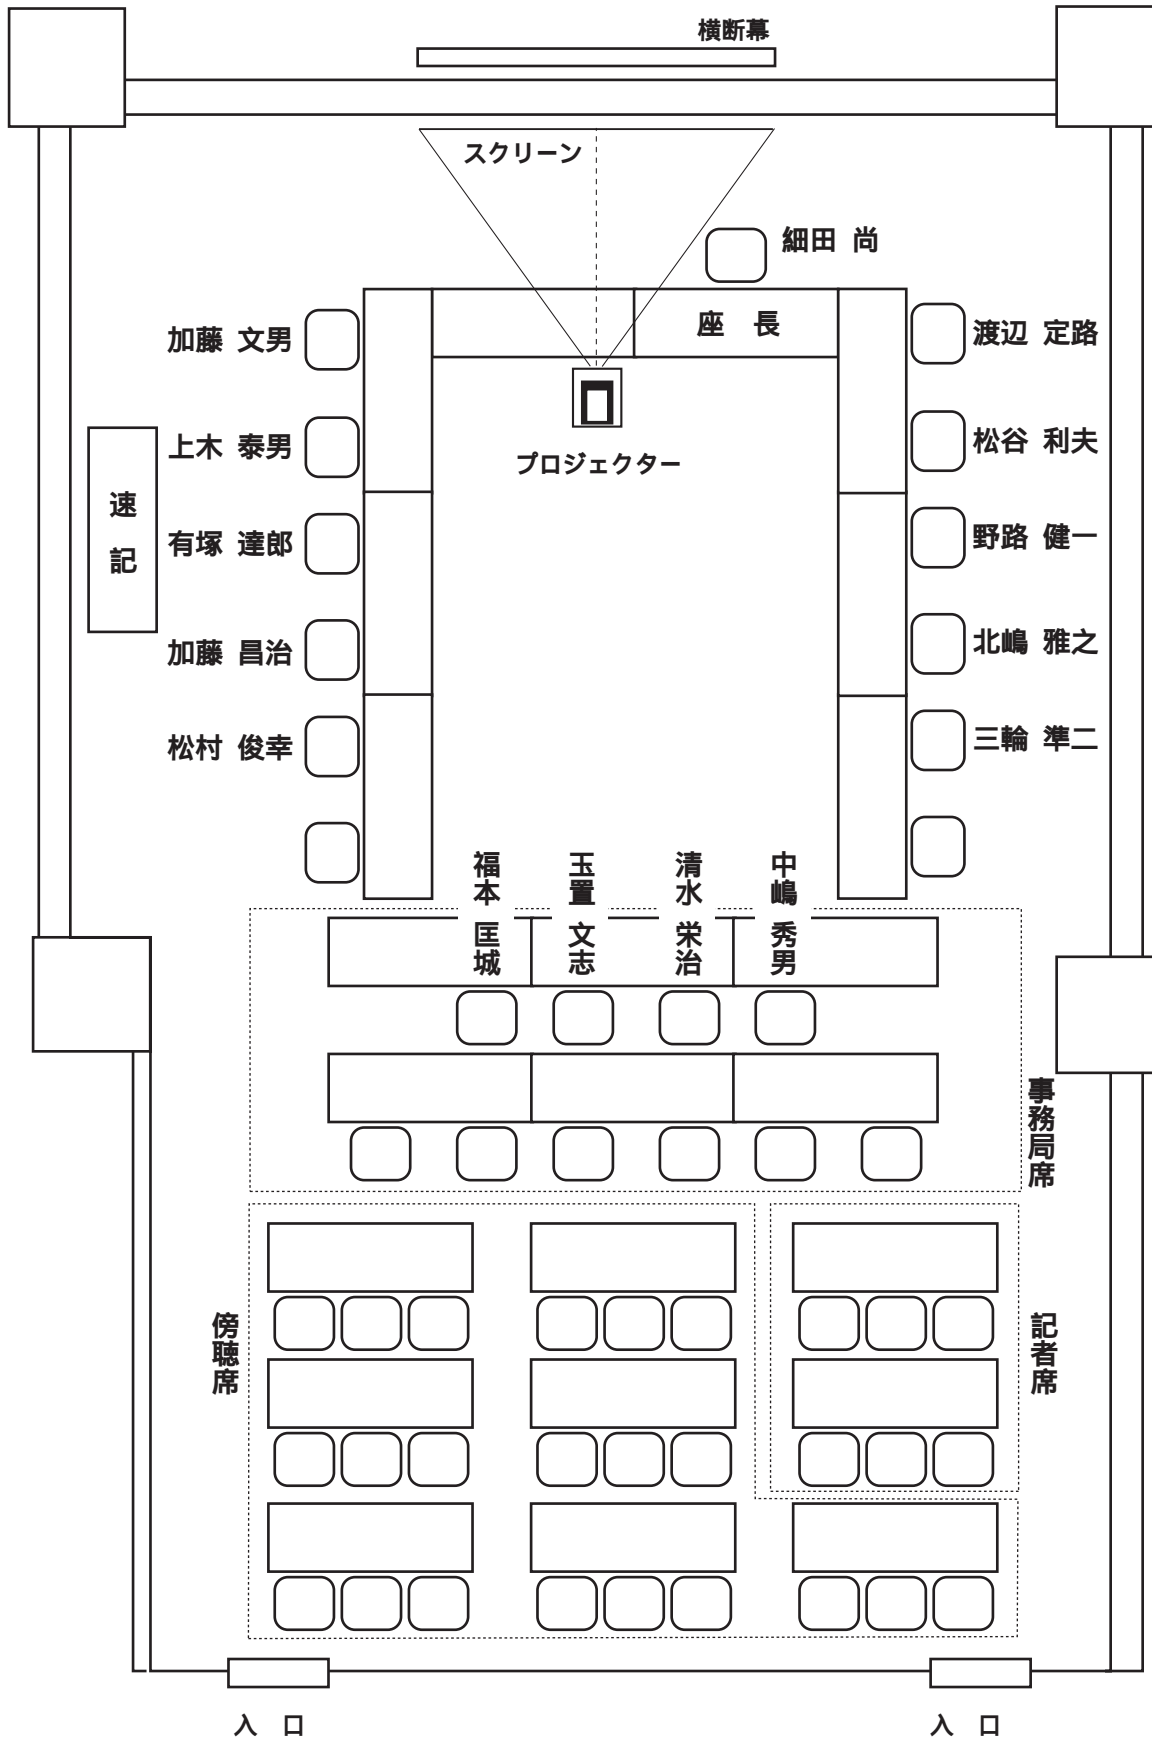 横断幕
スクリーン
細田 尚
座 長
加藤 文男
渡辺 定路
上木 泰男
松谷 利夫
プロジェクター
速記
有塚 達郎
野路 健一
加藤 昌治
北嶋 雅之
松村 俊幸
三輪 準二
福本 匡城
玉置 文志
清水 栄治
中嶋 秀男
事務局席
傍聴席
記者席
入 口
入 口